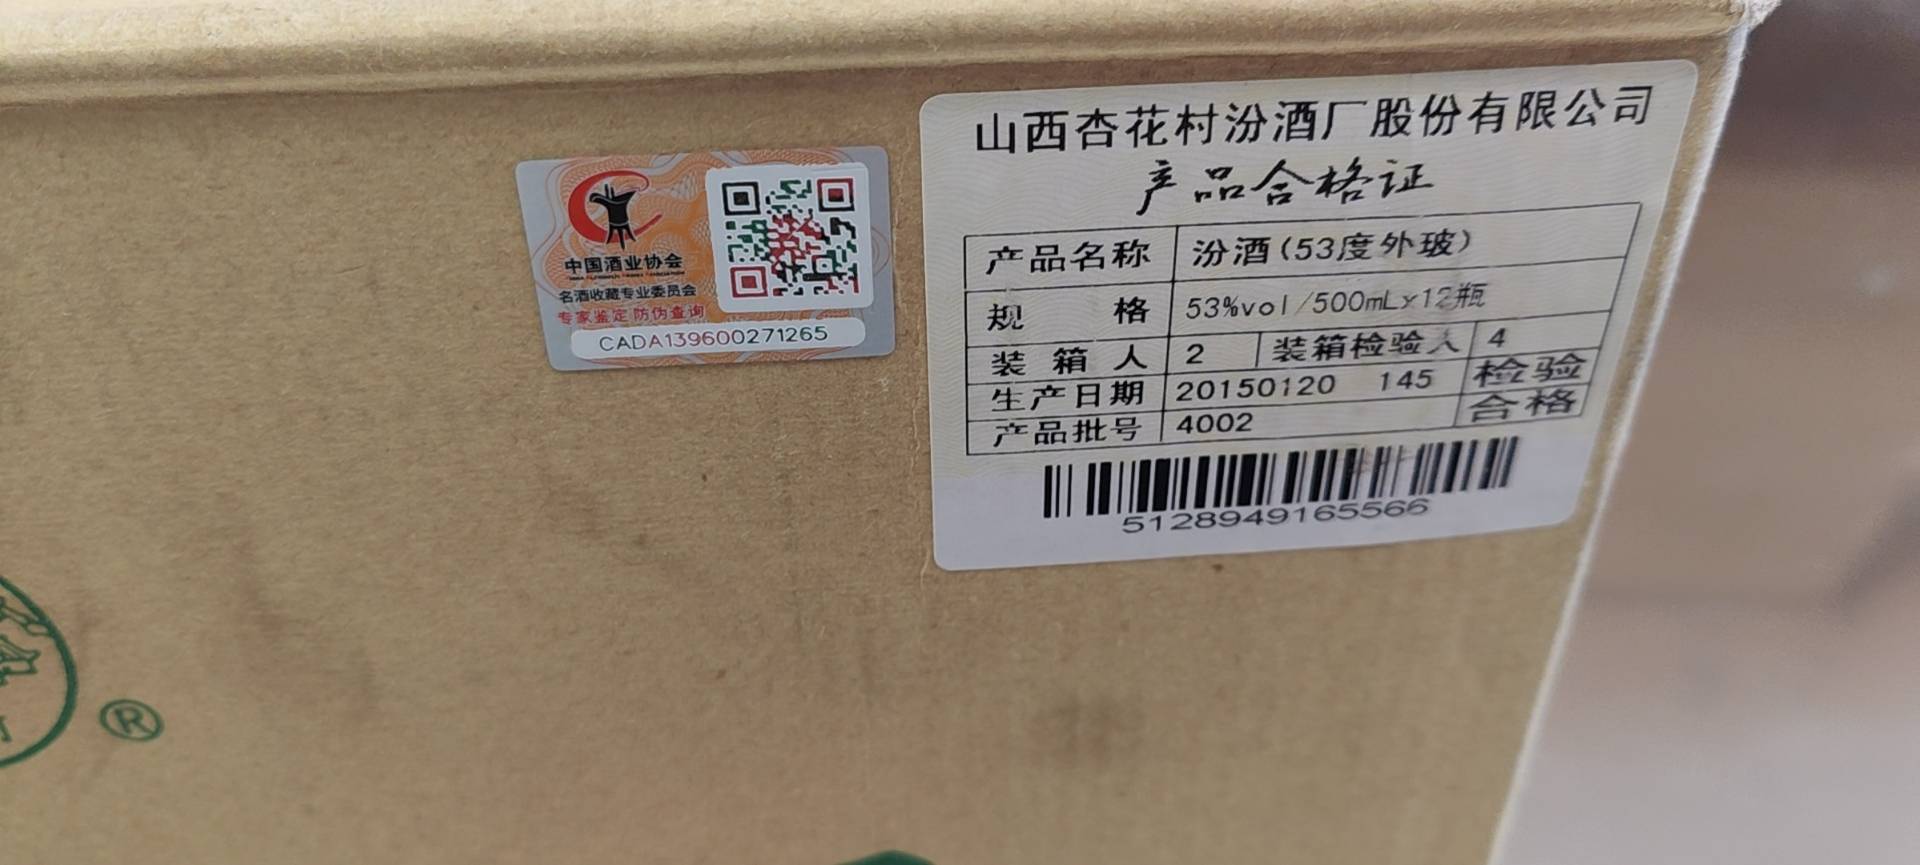 中国酒业协会
名酒收藏专业委员会
专家鉴定 防伪查询
CADA139600271265
山西杏花村汾酒厂股份有限公司
产品合格证
产品名称 汾酒(53度外玻)
规 格 53%vol/500mLx12瓶
装 箱 人 2 装箱检验人 4
生产日期 20150120 145 检验
产品批号 4002 合格
5128949165566
®